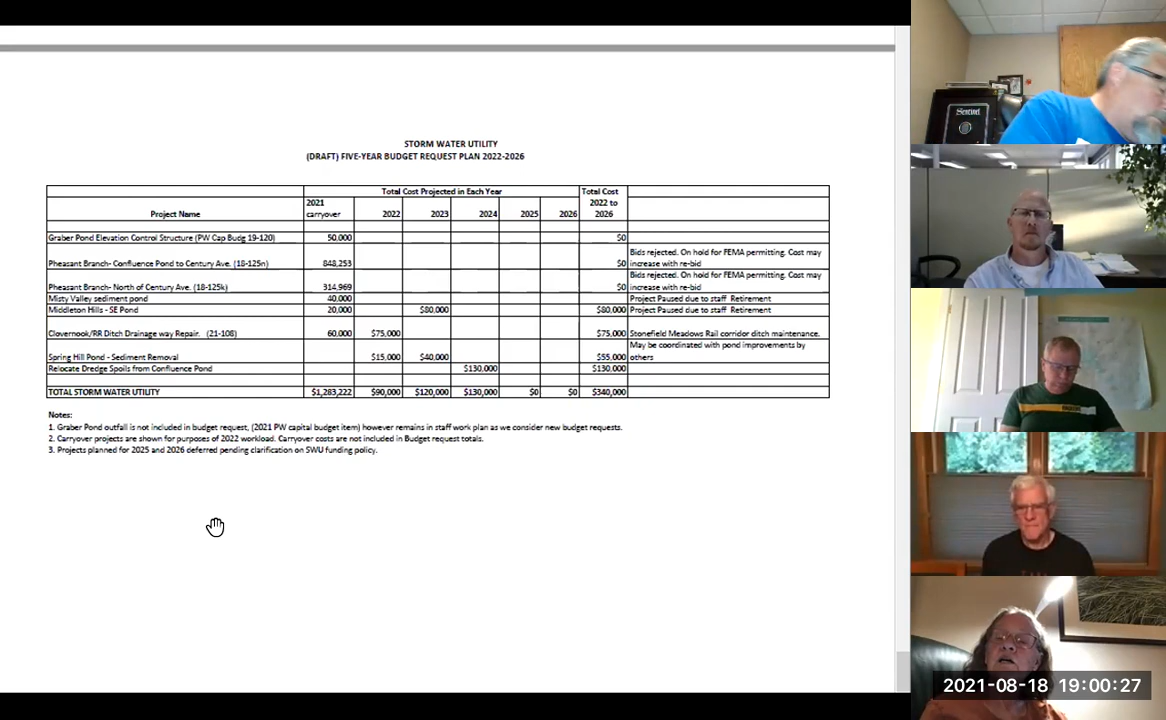 STORM WATER UTILITY
(DRAFT) FIVE-YEAR BUDGET REQUEST PLAN 2022-2026
Total Cost Projected in Each Year
Project Name 2021 carryover 2022 2023 2024 2025 2026 Total Cost 2022 to 2026
Graber Pond Elevation Control Structure (PW Cap Budg 19-120) 50,000 $0
Pheasant Branch- Confluence Pond to Century Ave. (18-125n) 848,253 $0 Bids rejected. On hold for FEMA permitting. Cost may increase with re-bid
Pheasant Branch- North of Century Ave. (18-125k) 314,969 $0 Bids rejected. On hold for FEMA permitting. Cost may increase with re-bid
Misty Valley sediment pond 40,000 Project Paused due to staff Retirement
Middleton Hills - SE Pond 20,000 $80,000 $80,000 Project Paused due to staff Retirement
Clovernook/RR Ditch Drainage way Repair. (21-108) 60,000 $75,000 $75,000 Stonefield Meadows Rail corridor ditch maintenance.
Spring Hill Pond - Sediment Removal $15,000 $40,000 $55,000 May be coordinated with pond improvements by others
Relocate Dredge Spoils from Confluence Pond $130,000 $130,000
TOTAL STORM WATER UTILITY $1,283,222 $90,000 $120,000 $130,000 $0 $0 $340,000
Notes:
1. Graber Pond outfall is not included in budget request, (2021 PW capital budget item) however remains in staff work plan as we consider new budget requests.
2. Carryover projects are shown for purposes of 2022 workload. Carryover costs are not included in Budget request totals.
3. Projects planned for 2025 and 2026 deferred pending clarification on SWU funding policy.
Sentinel
2021-08-18 19:00:27